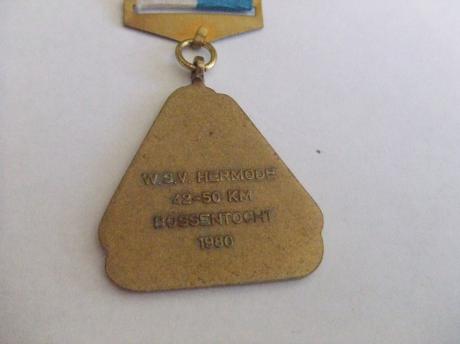 W.S.V. HERMODE
42-50 KM
BOSSENTOCHT
1980